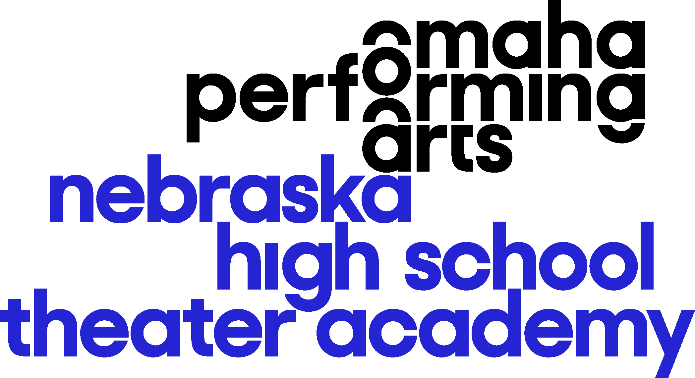 omaha
performing
arts
nebraska
high school
theater academy